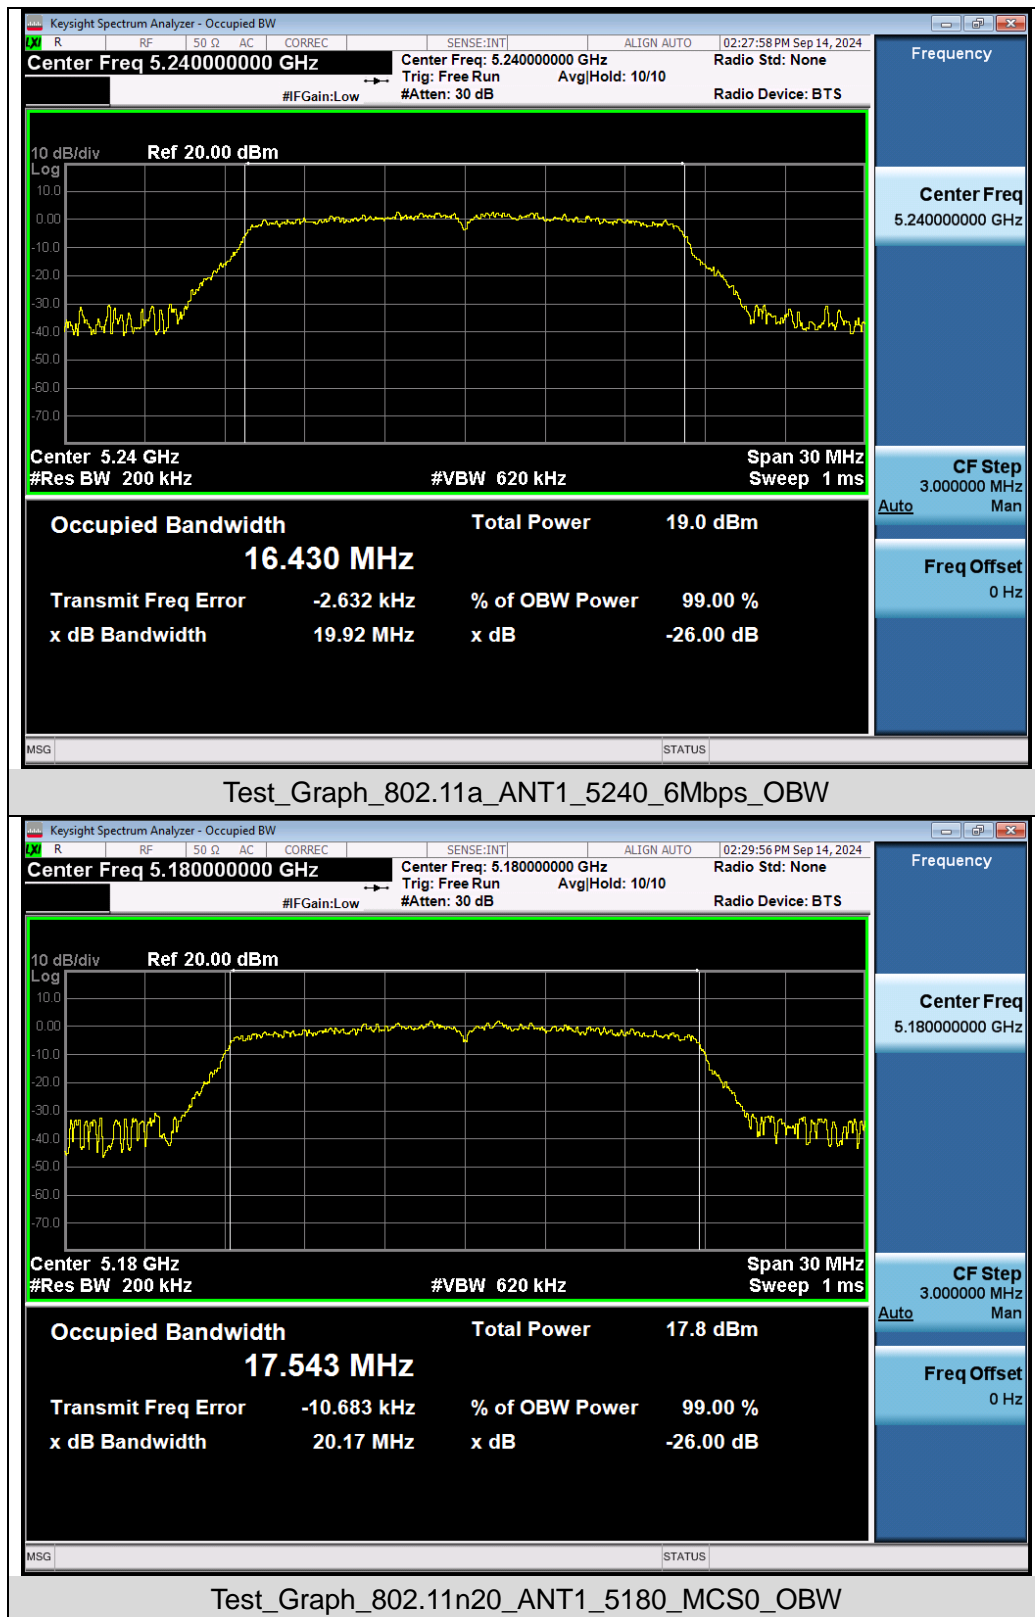 Keysight Spectrum Analyzer - Occupied BW
LXI R RF 50 Ω AC CORREC SENSE:INT ALIGN AUTO 02:27:58 PM Sep 14, 2024
Center Freq 5.240000000 GHz
Center Freq: 5.240000000 GHz Radio Std: None
Trig: Free Run Avg|Hold: 10/10
#IFGain:Low #Atten: 30 dB Radio Device: BTS
Frequency
10 dB/div Ref 20.00 dBm
Log
10.0
0.00
-10.0
-20.0
-30.0
-40.0
-50.0
-60.0
-70.0
Center 5.24 GHz Span 30 MHz
#Res BW 200 kHz #VBW 620 kHz Sweep 1 ms
Center Freq
5.240000000 GHz
CF Step
3.000000 MHz
Auto Man
Freq Offset
0 Hz
Occupied Bandwidth Total Power 19.0 dBm
16.430 MHz
Transmit Freq Error -2.632 kHz % of OBW Power 99.00 %
x dB Bandwidth 19.92 MHz x dB -26.00 dB
MSG STATUS
Test_Graph_802.11a_ANT1_5240_6Mbps_OBW
Keysight Spectrum Analyzer - Occupied BW
LXI R RF 50 Ω AC CORREC SENSE:INT ALIGN AUTO 02:29:56 PM Sep 14, 2024
Center Freq 5.180000000 GHz
Center Freq: 5.180000000 GHz Radio Std: None
Trig: Free Run Avg|Hold: 10/10
#IFGain:Low #Atten: 30 dB Radio Device: BTS
Frequency
10 dB/div Ref 20.00 dBm
Log
10.0
0.00
-10.0
-20.0
-30.0
-40.0
-50.0
-60.0
-70.0
Center 5.18 GHz Span 30 MHz
#Res BW 200 kHz #VBW 620 kHz Sweep 1 ms
Center Freq
5.180000000 GHz
CF Step
3.000000 MHz
Auto Man
Freq Offset
0 Hz
Occupied Bandwidth Total Power 17.8 dBm
17.543 MHz
Transmit Freq Error -10.683 kHz % of OBW Power 99.00 %
x dB Bandwidth 20.17 MHz x dB -26.00 dB
MSG STATUS
Test_Graph_802.11n20_ANT1_5180_MCS0_OBW